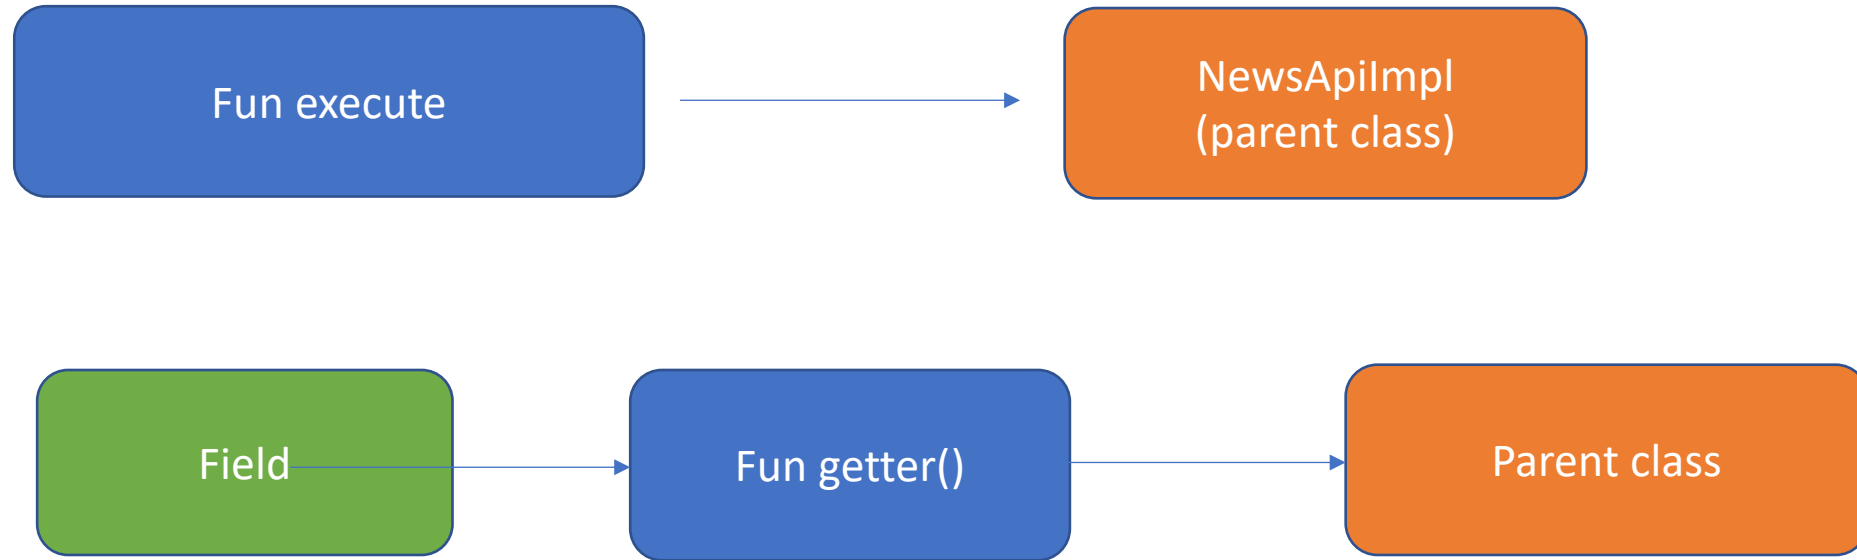 Fun execute
NewsApiImpl
(parent class)
Field
Fun getter()
Parent class